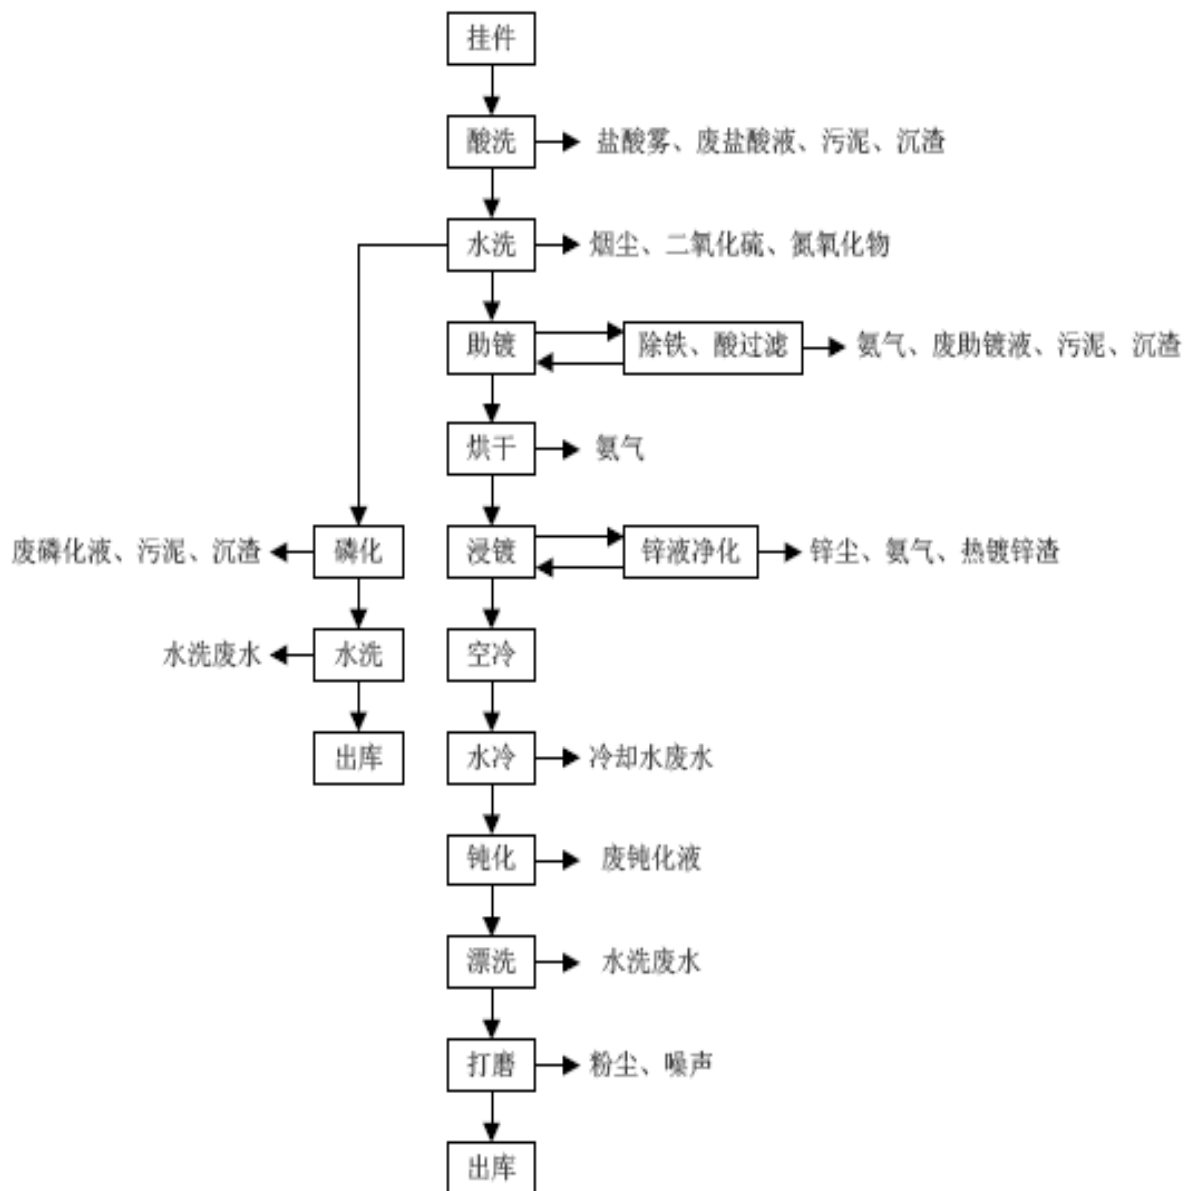 挂件
酸洗
盐酸雾、废盐酸液、污泥、沉渣
水洗
烟尘、二氧化硫、氮氧化物
助镀
除铁、酸过滤
氨气、废助镀液、污泥、沉渣
烘干
氨气
废磷化液、污泥、沉渣
磷化
浸镀
锌液净化
锌尘、氨气、热镀锌渣
水洗废水
水洗
空冷
出库
水冷
冷却水废水
钝化
废钝化液
漂洗
水洗废水
打磨
粉尘、噪声
出库